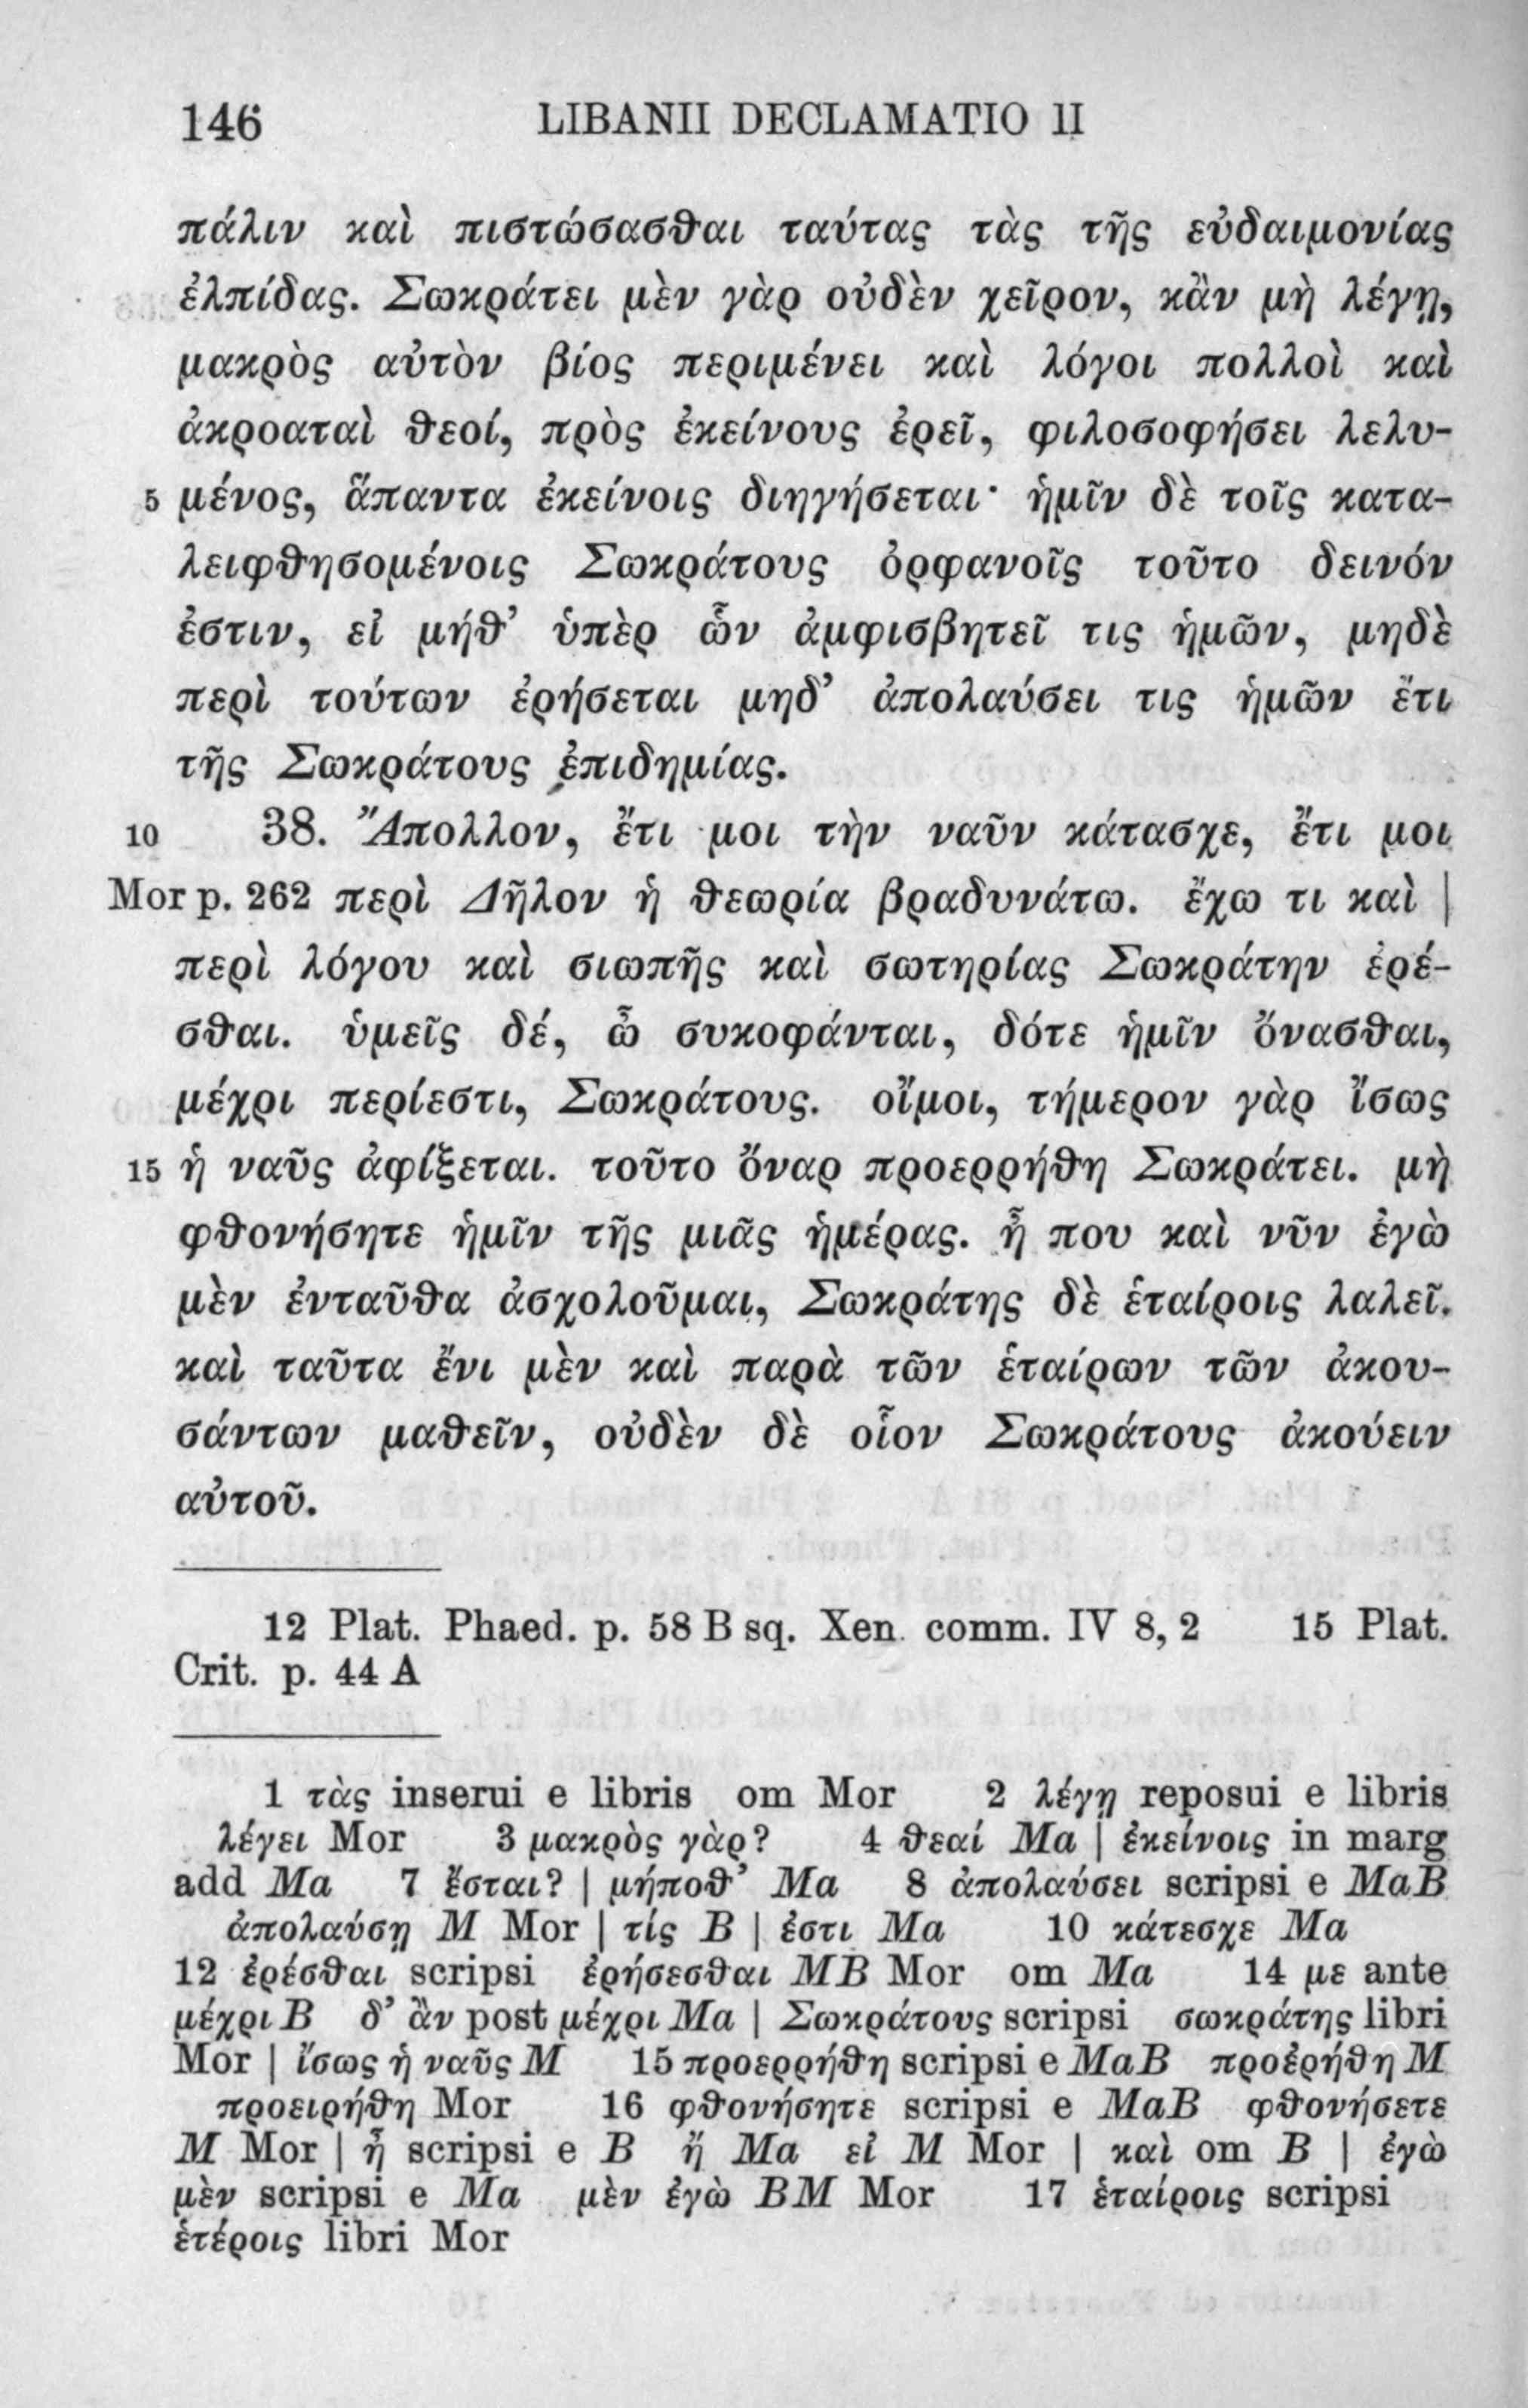 146 LIBANII DECLAMATIO II
πάλιν καὶ πιστώσασθαι ταύτας τὰς τῆς εὐδαιμονίας
ἐλπίδας. Σωκράτει μὲν γὰρ οὐδὲν χεῖρον, κἂν μὴ λέγῃ,
μακρὸς αὐτὸν βίος περιμένει καὶ λόγοι πολλοὶ καὶ
ἀκροαταὶ θεοί, πρὸς ἐκείνους ἐρεῖ, φιλοσοφήσει λελυ-
5 μένος, ἅπαντα ἐκείνοις διηγήσεται· ἡμῖν δὲ τοῖς κατα-
λειφθησομένοις Σωκράτους ὀρφανοῖς τοῦτο δεινόν
ἐστιν, εἰ μήθ’ ὑπὲρ ὧν ἀμφισβητεῖ τις ἡμῶν, μηδὲ
περὶ τούτων ἐρήσεται μηδ’ ἀπολαύσει τις ἡμῶν ἔτι
τῆς Σωκράτους ἐπιδημίας.
10 38. Ἄπολλον, ἔτι μοι τὴν ναῦν κάτασχε, ἔτι μοι
Mor p. 262 περὶ Δῆλον ἡ θεωρία βραδυνάτω. ἔχω τι καὶ |
περὶ λόγου καὶ σιωπῆς καὶ σωτηρίας Σωκράτην ἐρέ-
σθαι. ὑμεῖς δέ, ὦ συκοφάνται, δότε ἡμῖν ὄνασθαι,
μέχρι περίεστι, Σωκράτους. οἴμοι, τήμερον γὰρ ἴσως
15 ἡ ναῦς ἀφίξεται. τοῦτο ὄναρ προερρήθη Σωκράτει. μὴ
φθονήσητε ἡμῖν τῆς μιᾶς ἡμέρας. ἦ που καὶ νῦν ἐγὼ
μὲν ἐνταῦθα ἀσχολοῦμαι, Σωκράτης δὲ ἑταίροις λαλεῖ.
καὶ ταῦτα ἔνι μὲν καὶ παρὰ τῶν ἑταίρων τῶν ἀκου-
σάντων μαθεῖν, οὐδὲν δὲ οἷον Σωκράτους ἀκούειν
αὐτοῦ.
12 Plat. Phaed. p. 58 B sq. Xen. comm. IV 8, 2 15 Plat.
Crit. p. 44 A
1 τὰς inserui e libris om Mor 2 λέγῃ reposui e libris
λέγει Mor 3 μακρὸς γὰρ? 4 θεαί Ma | ἐκείνοις in marg
add Ma 7 ἔσται? | μήποθ’ Ma 8 ἀπολαύσει scripsi e MaB
ἀπολαύσῃ M Mor | τίς B | ἐστι Ma 10 κάτεσχε Ma
12 ἐρέσθαι scripsi ἐρήσεσθαι MB Mor om Ma 14 με ante
μέχρι B δ’ ἂν post μέχρι Ma | Σωκράτους scripsi σωκράτης libri
Mor | ἴσως ἡ ναῦς M 15 προερρήθη scripsi e MaB προἐρήθη M
προειρήθη Mor 16 φθονήσητε scripsi e MaB φθονήσετε
M Mor | ἦ scripsi e B ἤ Ma εἰ M Mor | καὶ om B | ἐγὼ
μὲν scripsi e Ma μὲν ἐγὼ BM Mor 17 ἑταίροις scripsi
ἑτέροις libri Mor